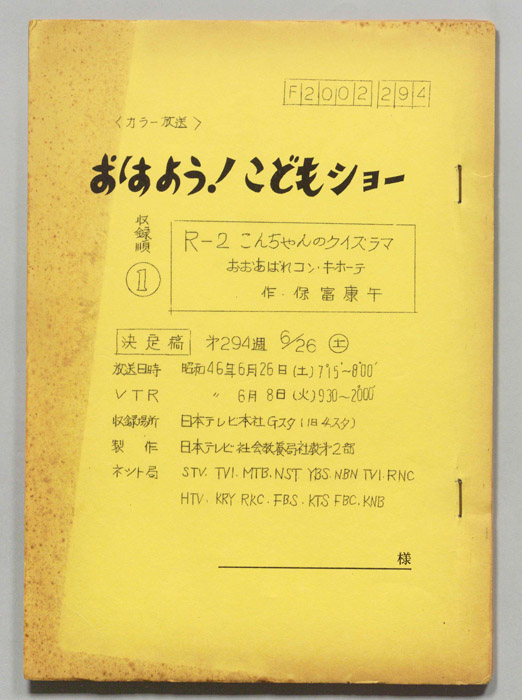 F2002294
〈カラー放送〉
おはよう!こどもショー
収録順
①
R-2 こんちゃんのクイズラマ
おおあばれコン・キホーテ
作・保富康午
決定稿 第294週 6/26 ㊏
放送日時 昭和46年6月26日(土)7°15′~8°00′
VTR 〃 6月8日(火)930~20°00′
収録場所 日本テレビ本社Gスタ(旧4スタ)
製作 日本テレビ社会教養局社教才2部
ネット局 STV. TVI. MTB. NST YBS. NBN TVI. RNC
HTV. KRY RKC. FBS. KTS FBC. KNB
様